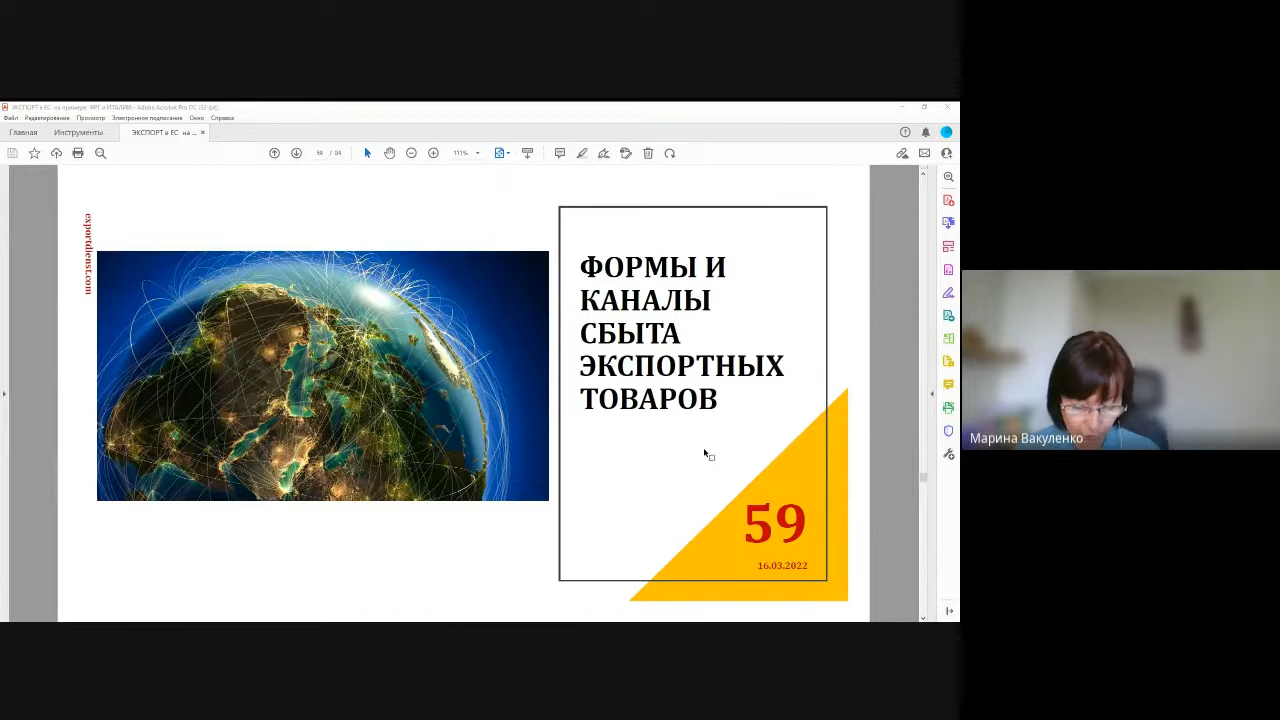 ЭКСПОРТ в ЕС на примере ФРГ и ИТАЛИИ - Adobe Acrobat Pro DC (32-bit)
Файл Редактирование Просмотр Электронное подписание Окно Справка
Главная Инструменты ЭКСПОРТ в ЕС на ... ×
59 / 84 111%
exportdienst.com
ФОРМЫ И
КАНАЛЫ
СБЫТА
ЭКСПОРТНЫХ
ТОВАРОВ
59
16.03.2022
Марина Вакуленко